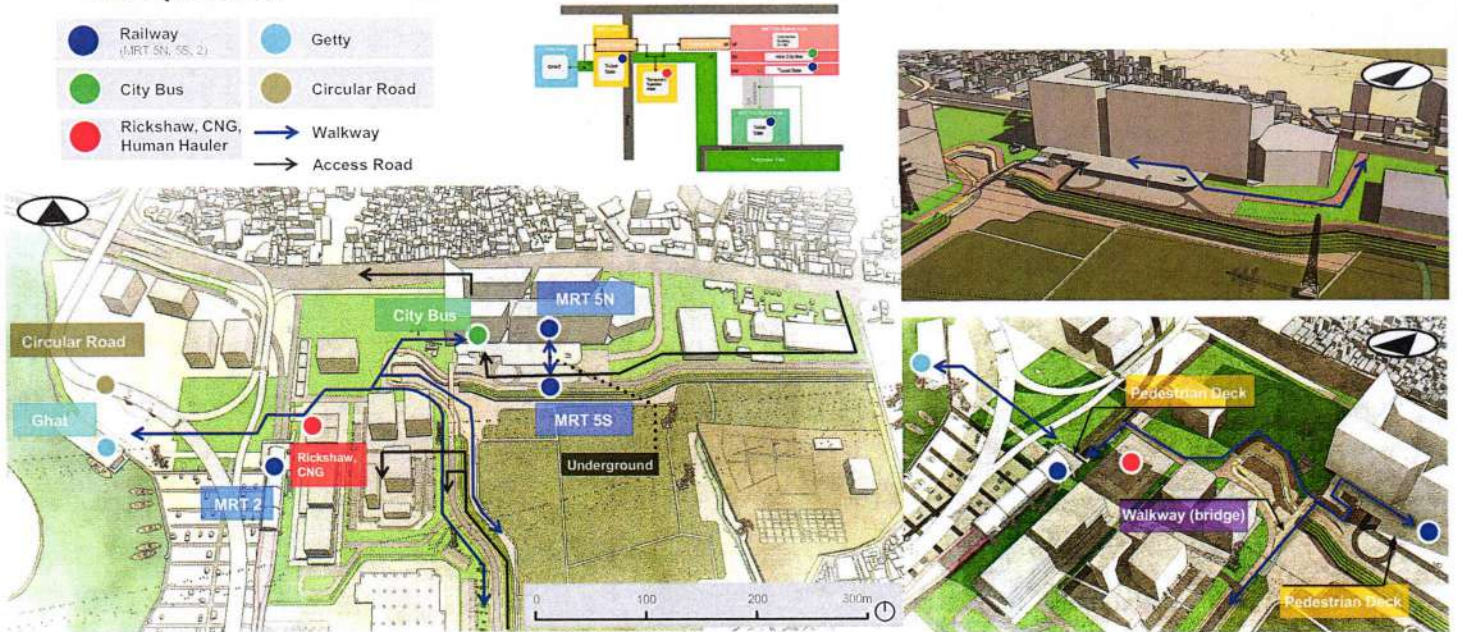 Railway
(MRT 5N, 5S, 2)
Getty
City Bus
Circular Road
Rickshaw, CNG,
Human Hauler
Walkway
Access Road
City Bus
MRT 5N
Circular Road
Ghat
MRT 5S
Rickshaw,
CNG
Underground
MRT 2
0
100
200
300m
Pedestrian Deck
Walkway (bridge)
Pedestrian Deck